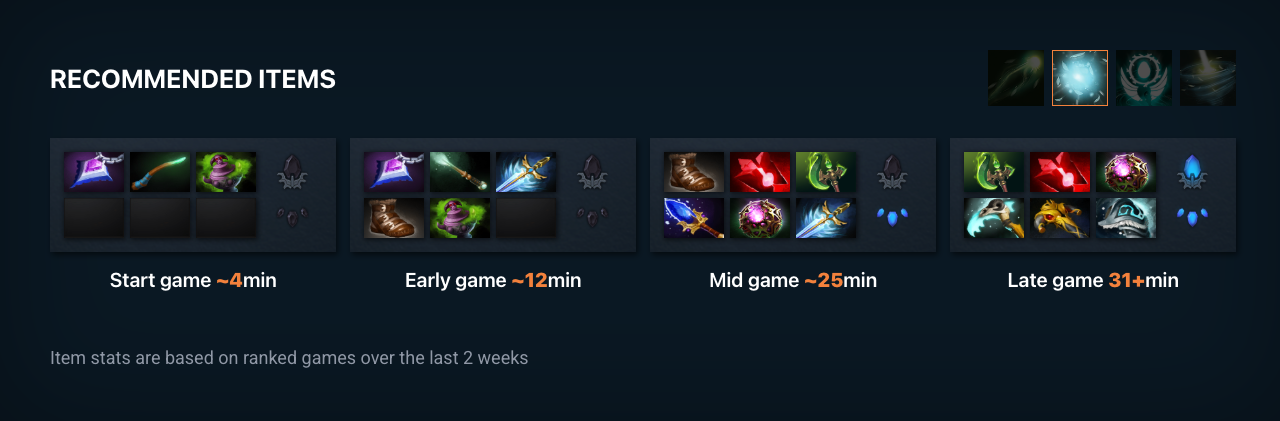 RECOMMENDED ITEMS
Start game ~4min
Early game ~12min
Mid game ~25min
Late game 31+min
Item stats are based on ranked games over the last 2 weeks